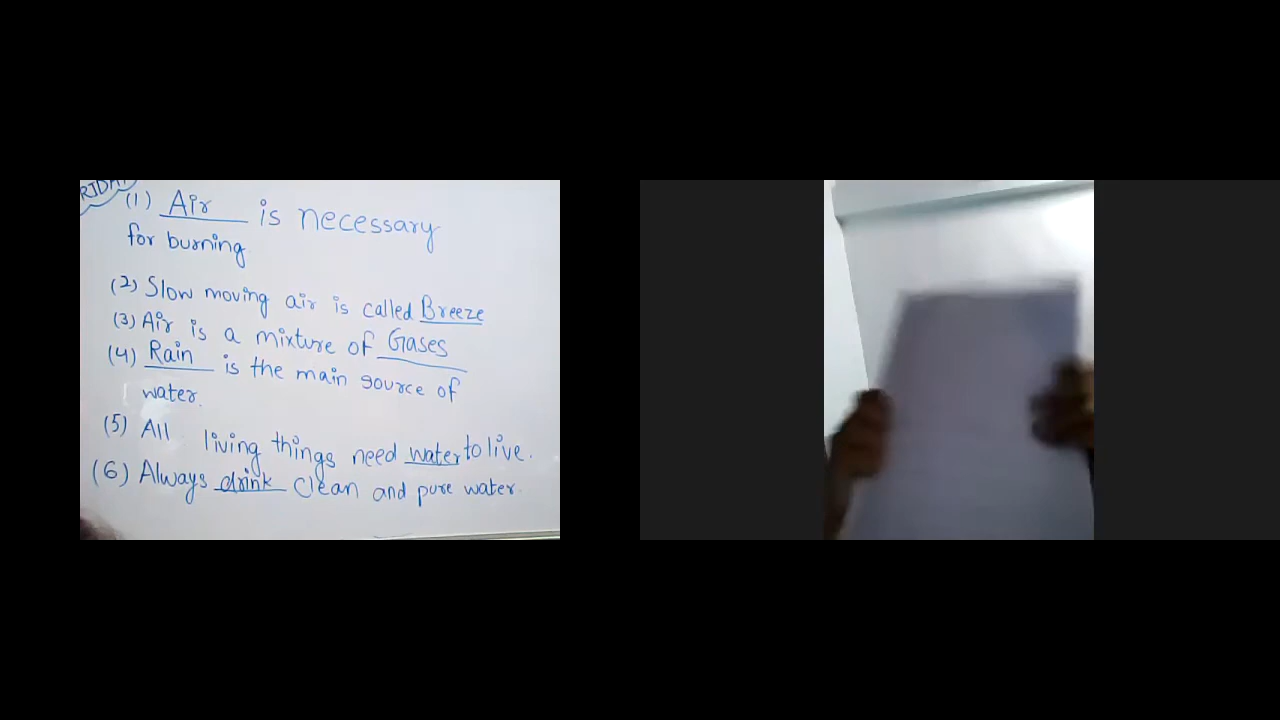 (1) Air is necessary
for burning
(2) Slow moving air is called Breeze
(3) Air is a mixture of Gases
(4) Rain is the main source of
water.
(5) All living things need water to live.
(6) Always drink clean and pure water.